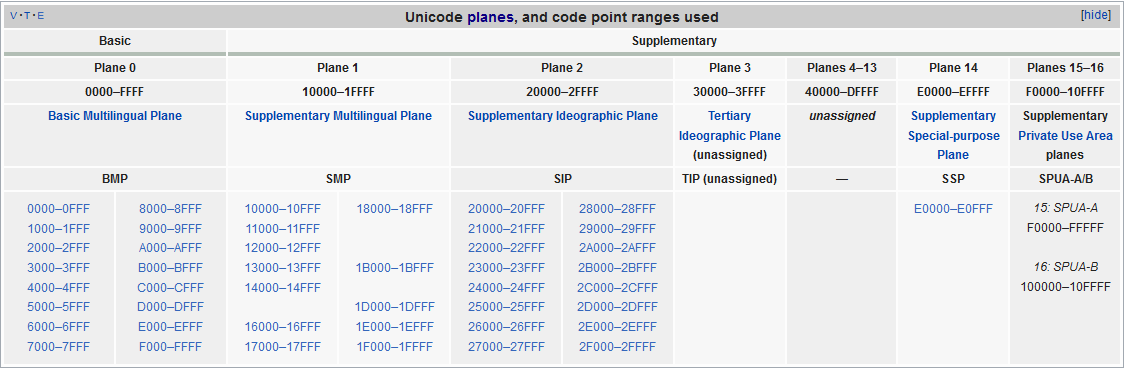 V · T · E Unicode planes, and code point ranges used [hide]
Basic Supplementary
Plane 0 Plane 1 Plane 2 Plane 3 Planes 4–13 Plane 14 Planes 15–16
0000–FFFF 10000–1FFFF 20000–2FFFF 30000–3FFFF 40000–DFFFF E0000–EFFFF F0000–10FFFF
Basic Multilingual Plane Supplementary Multilingual Plane Supplementary Ideographic Plane Tertiary unassigned Supplementary Supplementary
Ideographic Plane Special-purpose Private Use Area
(unassigned) Plane planes
BMP SMP SIP TIP (unassigned) — SSP SPUA-A/B
0000–0FFF 8000–8FFF 10000–10FFF 18000–18FFF 20000–20FFF 28000–28FFF E0000–E0FFF 15: SPUA-A
1000–1FFF 9000–9FFF 11000–11FFF 21000–21FFF 29000–29FFF F0000–FFFFF
2000–2FFF A000–AFFF 12000–12FFF 22000–22FFF 2A000–2AFFF
3000–3FFF B000–BFFF 13000–13FFF 1B000–1BFFF 23000–23FFF 2B000–2BFFF 16: SPUA-B
4000–4FFF C000–CFFF 14000–14FFF 24000–24FFF 2C000–2CFFF 100000–10FFFF
5000–5FFF D000–DFFF 1D000–1DFFF 25000–25FFF 2D000–2DFFF
6000–6FFF E000–EFFF 16000–16FFF 1E000–1EFFF 26000–26FFF 2E000–2EFFF
7000–7FFF F000–FFFF 17000–17FFF 1F000–1FFFF 27000–27FFF 2F000–2FFFF